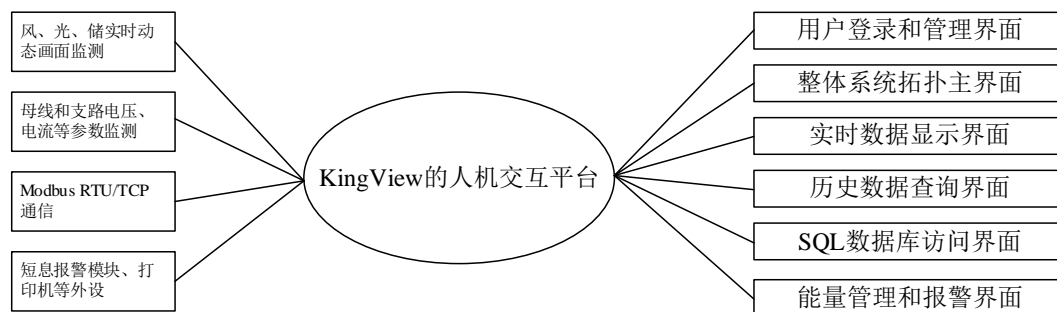 风、光、储实时动
态画面监测
母线和支路电压、
电流等参数监测
Modbus RTU/TCP
通信
短息报警模块、打
印机等外设
KingView的人机交互平台
用户登录和管理界面
整体系统拓扑主界面
实时数据显示界面
历史数据查询界面
SQL数据库访问界面
能量管理和报警界面